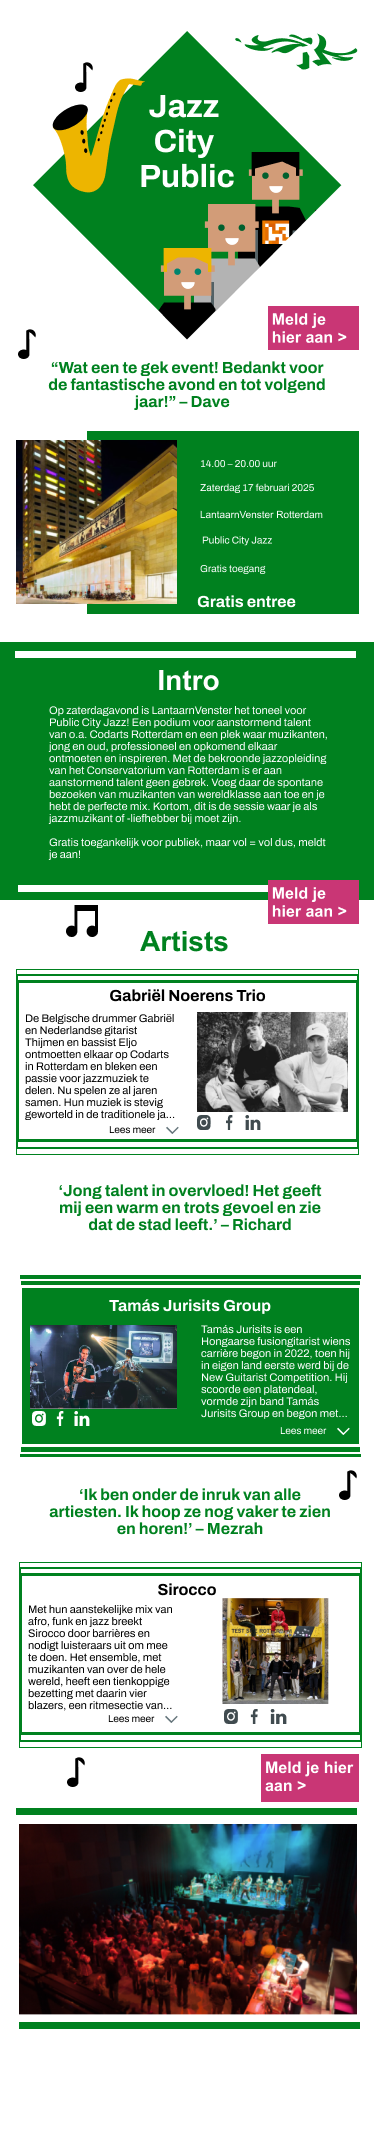 Jazz
City
Public
Meld je
hier aan >
“Wat een te gek event! Bedankt voor
de fantastische avond en tot volgend
jaar!” – Dave
14.00 – 20.00 uur
Zaterdag 17 februari 2025
LantaarnVenster Rotterdam
Public City Jazz
Gratis toegang
Gratis entree
Intro
Op zaterdagavond is LantaarnVenster het toneel voor
Public City Jazz! Een podium voor aanstormend talent
van o.a. Codarts Rotterdam en een plek waar muzikanten,
jong en oud, professioneel en opkomend elkaar
ontmoeten en inspireren. Met de bekroonde jazzopleiding
van het Conservatorium van Rotterdam is er aan
aanstormend talent geen gebrek. Voeg daar de spontane
bezoeken van muzikanten van wereldklasse aan toe en je
hebt de perfecte mix. Kortom, dit is de sessie waar je als
jazzmuzikant of -liefhebber bij moet zijn.
Gratis toegankelijk voor publiek, maar vol = vol dus, meldt
je aan!
Meld je
hier aan >
Artists
Gabriël Noerens Trio
De Belgische drummer Gabriël
en Nederlandse gitarist
Thijmen en bassist Eljo
ontmoetten elkaar op Codarts
in Rotterdam en bleken een
passie voor jazzmuziek te
delen. Nu spelen ze al jaren
samen. Hun muziek is stevig
geworteld in de traditionele ja...
Lees meer
‘Jong talent in overvloed! Het geeft
mij een warm en trots gevoel en zie
dat de stad leeft.’ – Richard
Tamás Jurisits Group
Tamás Jurisits is een
Hongaarse fusiongitarist wiens
carrière begon in 2022, toen hij
in eigen land eerste werd bij de
New Guitarist Competition. Hij
scoorde een platendeal,
vormde zijn band Tamás
Jurisits Group en begon met...
Lees meer
‘Ik ben onder de inruk van alle
artiesten. Ik hoop ze nog vaker te zien
en horen!’ – Mezrah
Sirocco
Met hun aanstekelijke mix van
afro, funk en jazz breekt
Sirocco door barrières en
nodigt luisteraars uit om mee
te doen. Het ensemble, met
muzikanten van over de hele
wereld, heeft een tienkoppige
bezetting met daarin vier
blazers, een ritmesectie van...
TEST SITE ROTTERDAM
Lees meer
Meld je hier
aan >